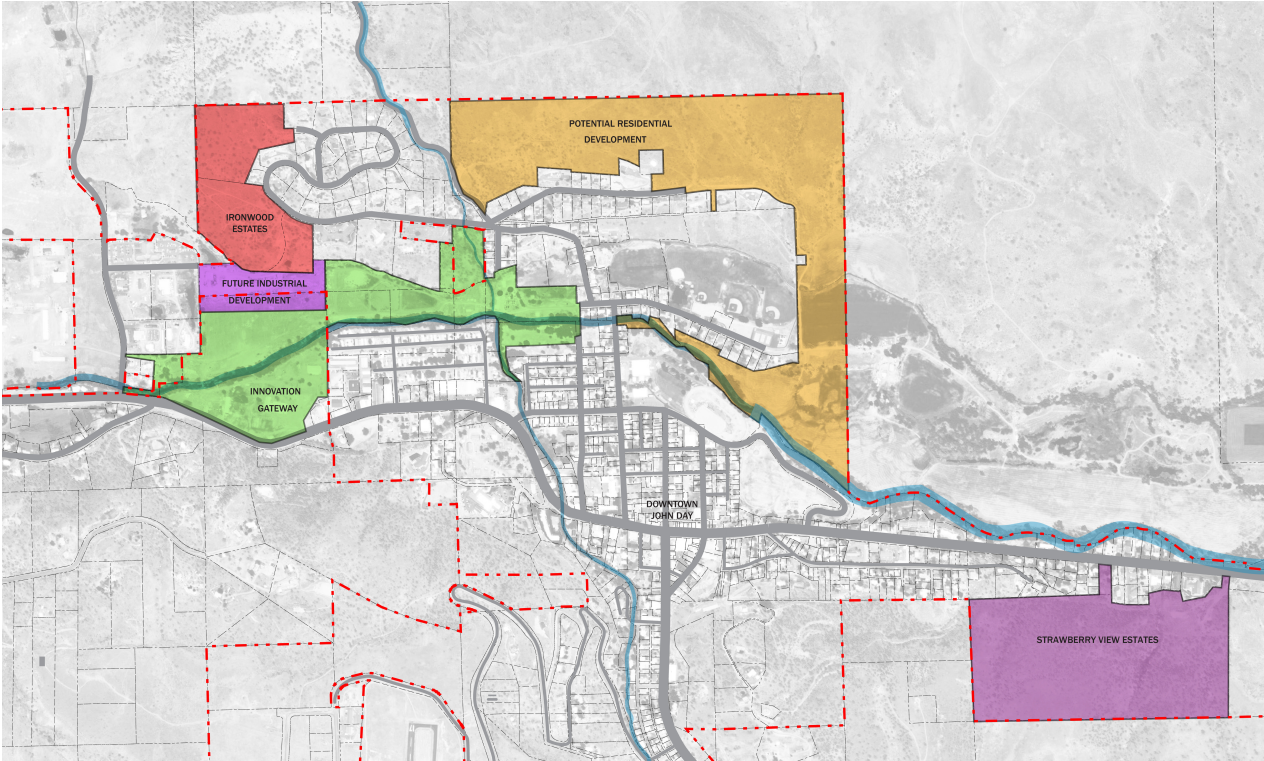 POTENTIAL RESIDENTIAL
DEVELOPMENT
IRONWOOD
ESTATES
FUTURE INDUSTRIAL
DEVELOPMENT
INNOVATION
GATEWAY
DOWNTOWN
JOHN DAY
STRAWBERRY VIEW ESTATES